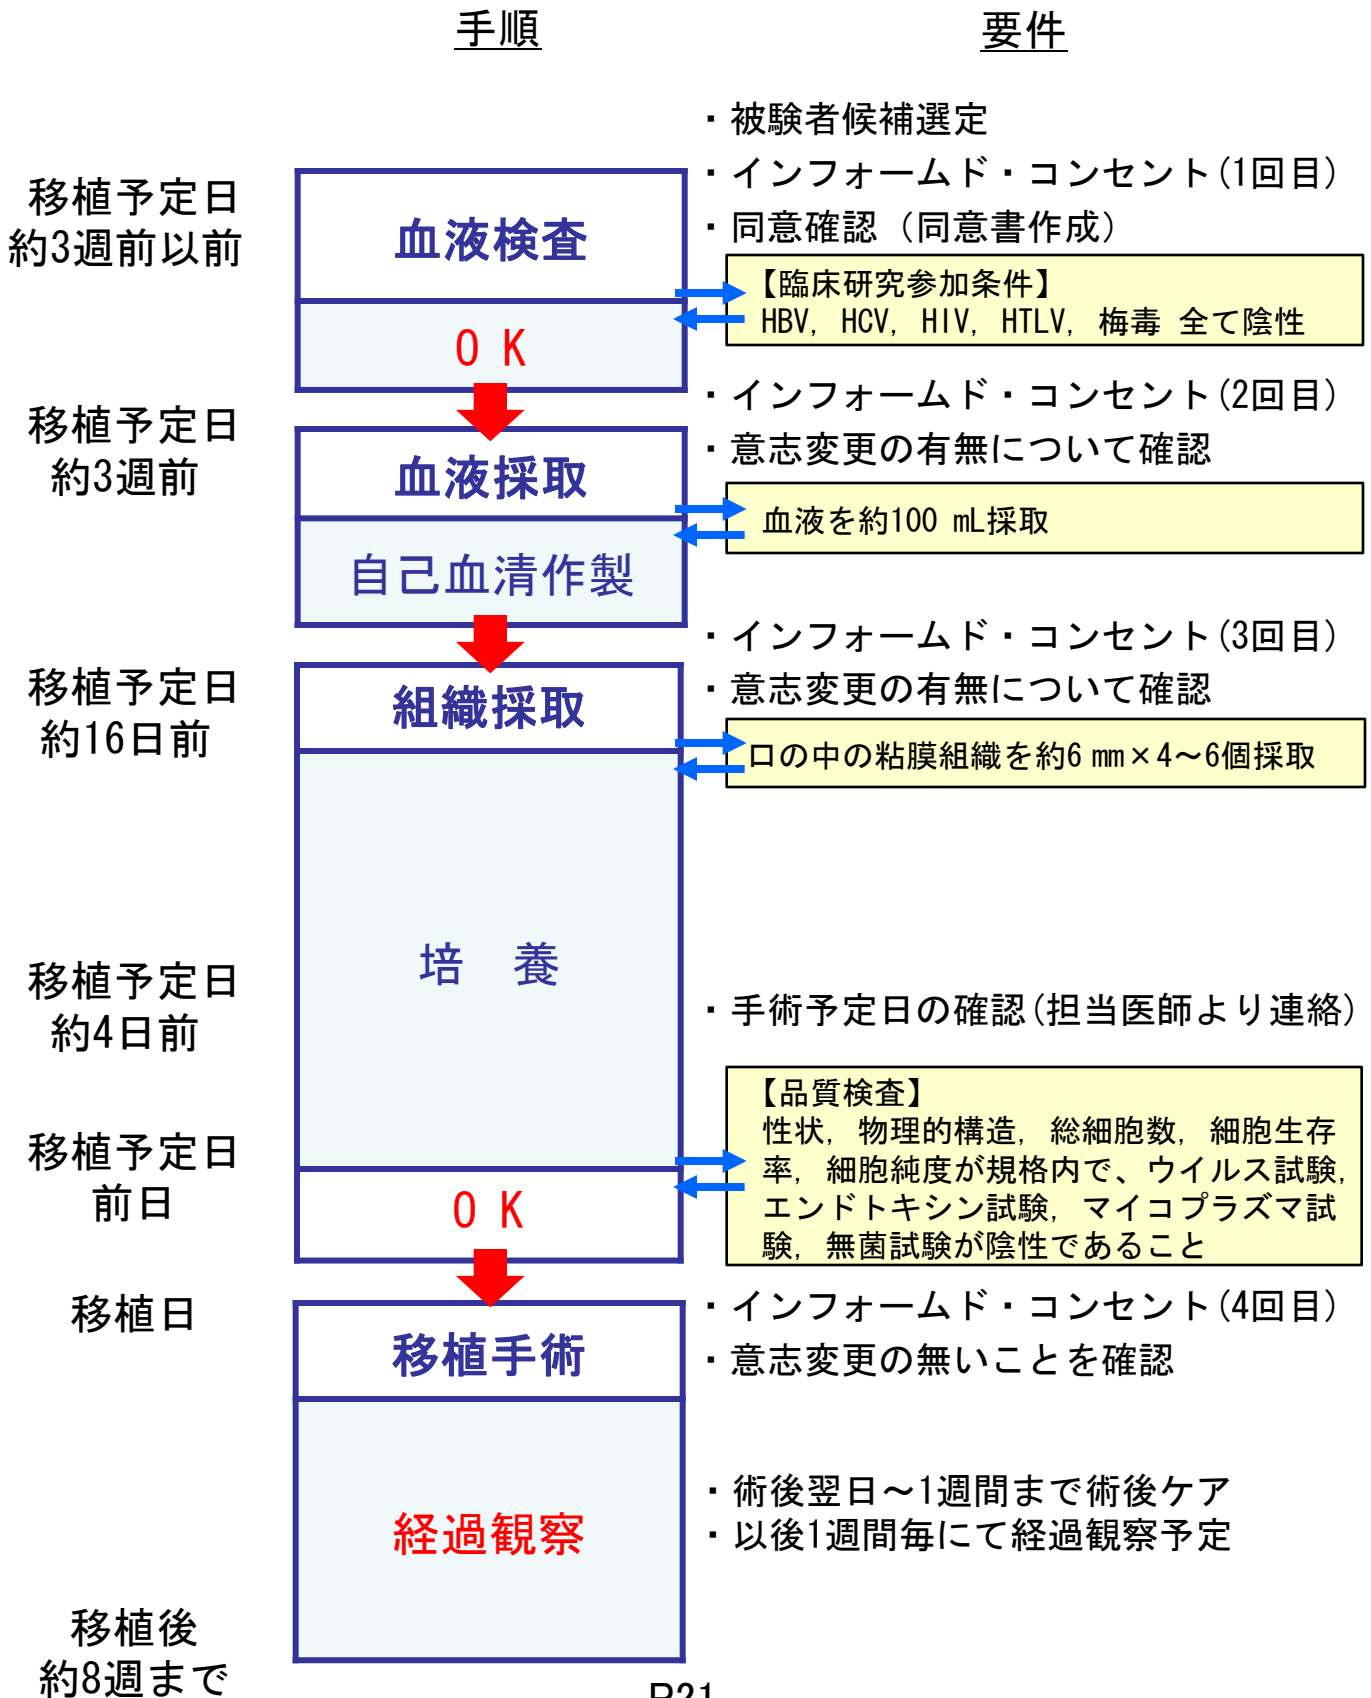 手順
要件
・被験者候補選定
・インフォームド・コンセント(1回目)
・同意確認（同意書作成）
移植予定日
約3週前以前
血液検査
【臨床研究参加条件】
HBV, HCV, HIV, HTLV, 梅毒 全て陰性
O K
・インフォームド・コンセント(2回目)
・意志変更の有無について確認
移植予定日
約3週前
血液採取
血液を約100 mL採取
自己血清作製
・インフォームド・コンセント(3回目)
・意志変更の有無について確認
移植予定日
約16日前
組織採取
口の中の粘膜組織を約6 mm×4～6個採取
培　養
移植予定日
約4日前
・手術予定日の確認(担当医師より連絡)
【品質検査】
性状, 物理的構造, 総細胞数, 細胞生存
率, 細胞純度が規格内で、ウイルス試験,
エンドトキシン試験, マイコプラズマ試
験, 無菌試験が陰性であること
移植予定日
前日
O K
移植日
・インフォームド・コンセント(4回目)
・意志変更の無いことを確認
移植手術
・術後翌日～1週間まで術後ケア
・以後1週間毎にて経過観察予定
経過観察
移植後
約8週まで
P21